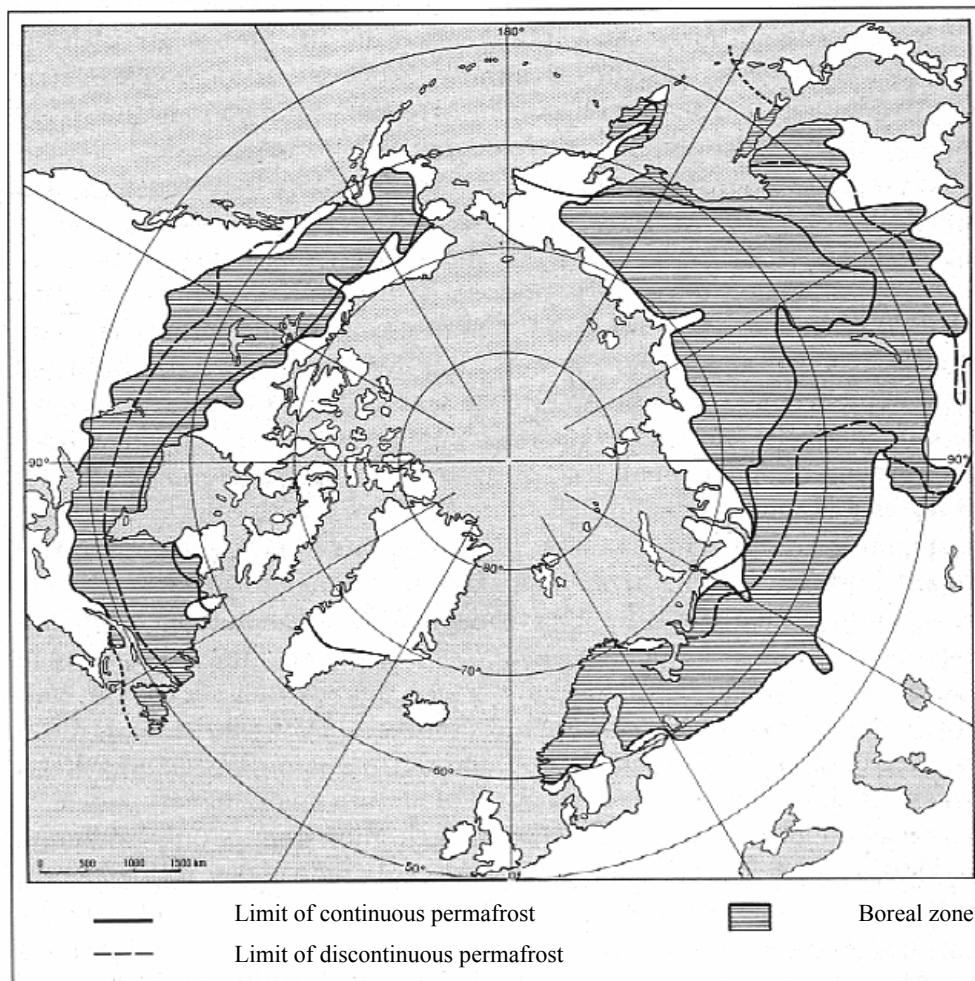 180°
90°
90°
80°
70°
60°
50°
0 500 1000 1500 km
Limit of continuous permafrost
Boreal zone
Limit of discontinuous permafrost